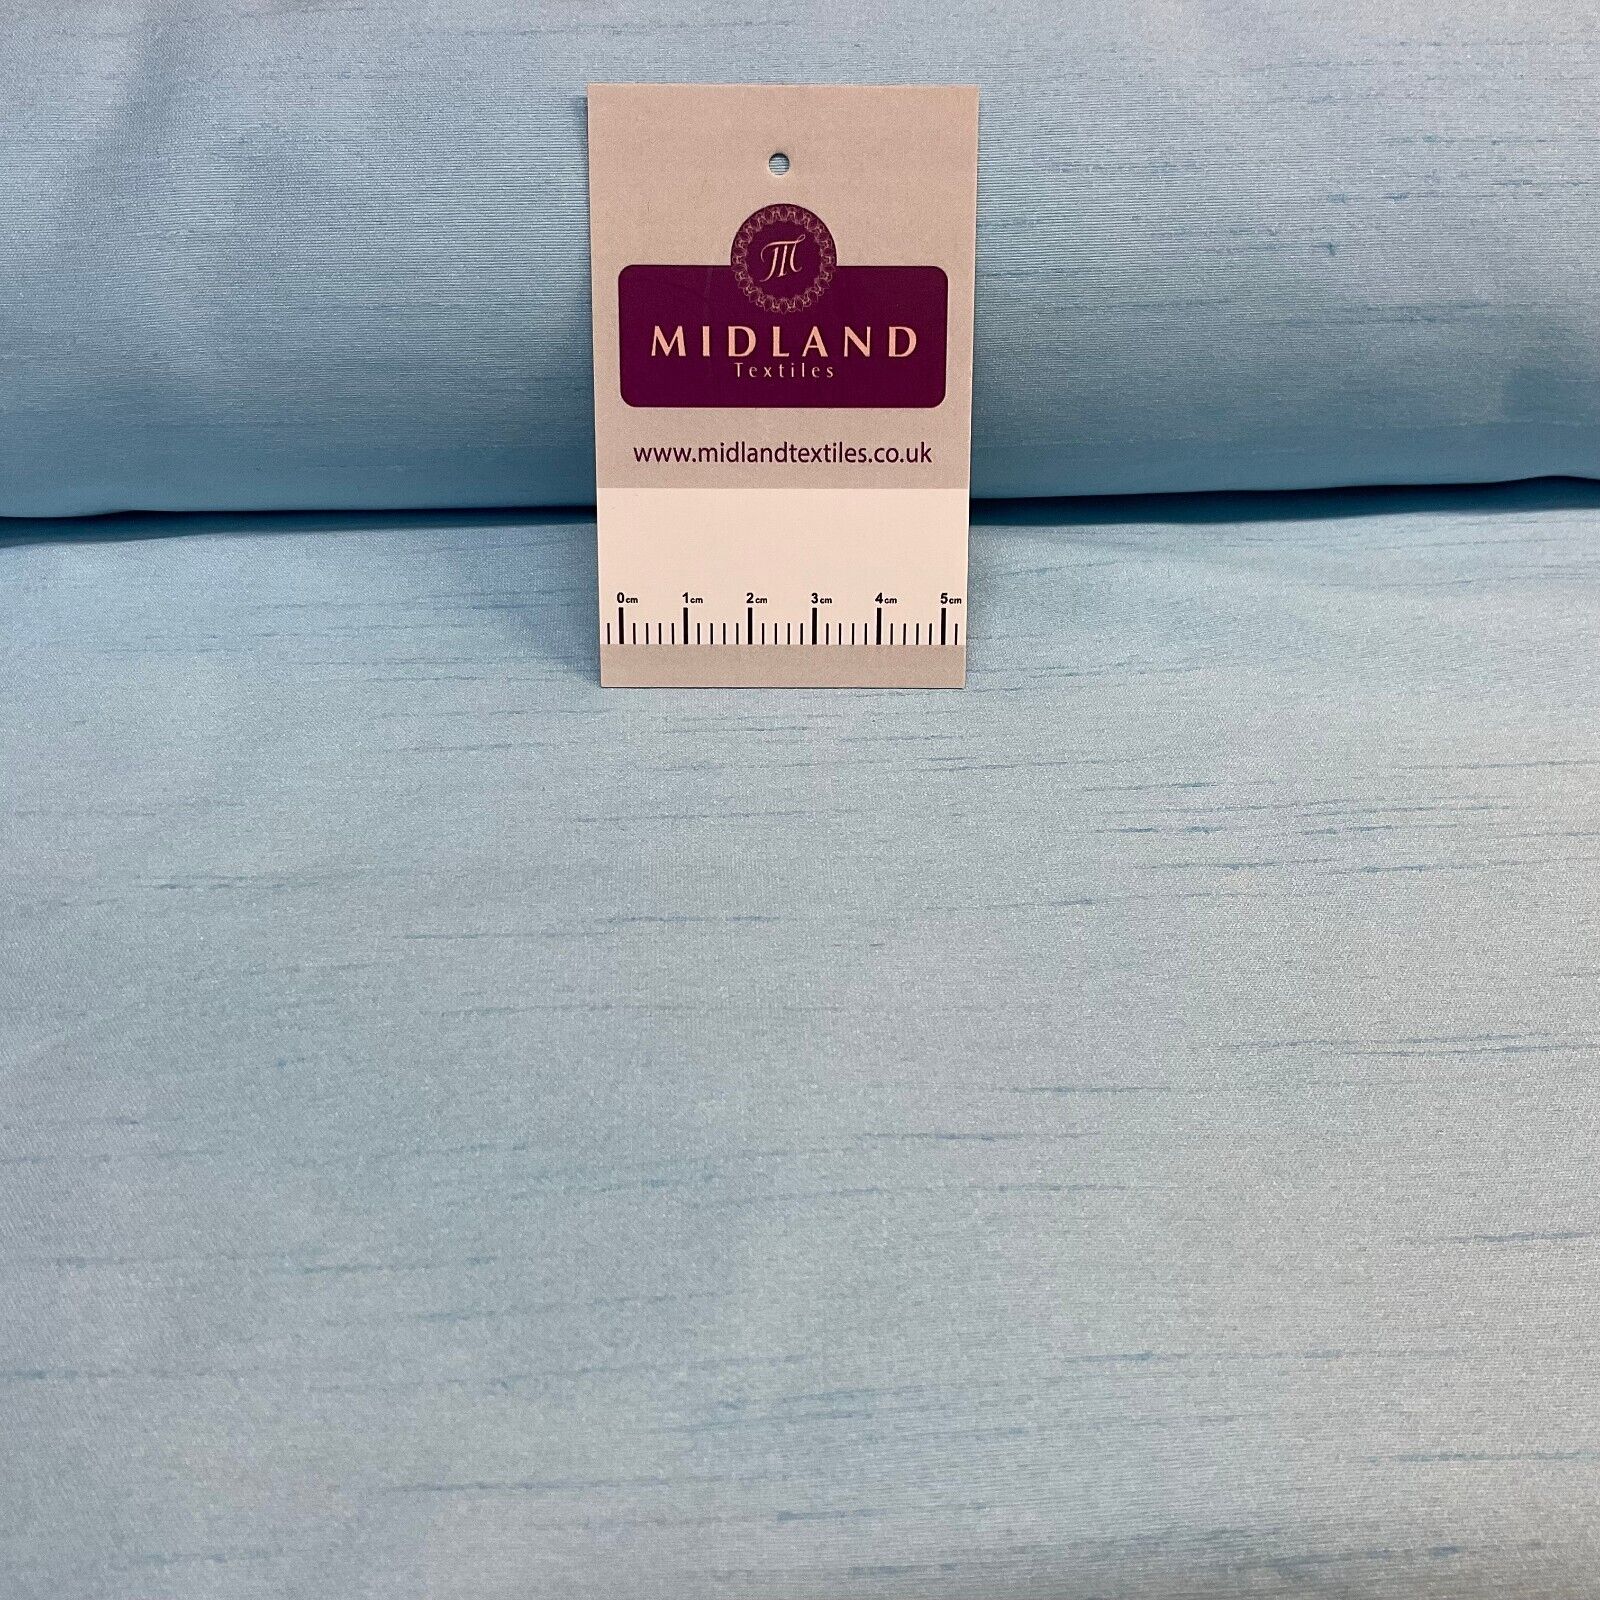 M
MIDLAND
Textiles
www.midlandtextiles.co.uk
0cm 1cm 2cm 3cm 4cm 5cm